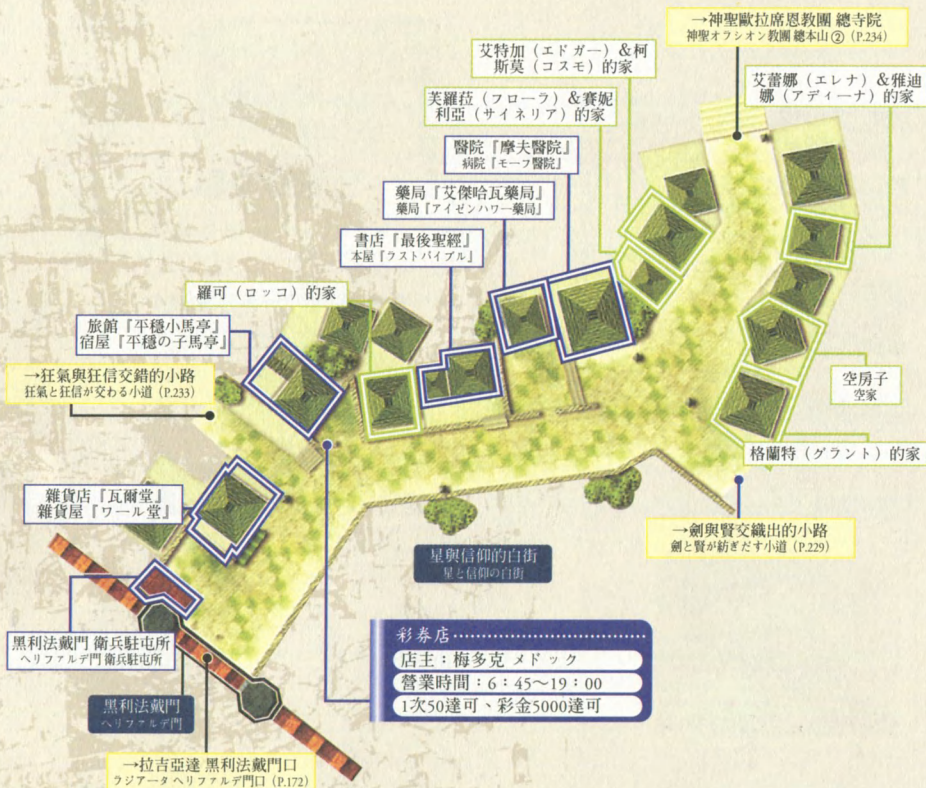 →神聖歐拉席恩教團 總寺院
神聖オラシオン教團 總本山 ② (P.234)
艾特加(エドガー)&柯
斯莫(コスモ)的家
艾蕾娜(エレナ)&雅迪
娜(アディーナ)的家
芙羅菈(フローラ)&賽妮
利亞(サイネリア)的家
醫院『摩夫醫院』
病院『モーフ醫院』
藥局『艾傑哈瓦藥局』
藥局『アイゼンハワー藥局』
書店『最後聖經』
本屋『ラストバイブル』
羅可(ロッコ)的家
旅館『平穩小馬亭』
宿屋『平穩の子馬亭』
→狂氣與狂信交錯的小路
狂氣と狂信が交わる小道 (P.233)
空房子
空家
格蘭特(グラント)的家
雜貨店『瓦爾堂』
雜貨屋『ワール堂』
→劍與賢交織出的小路
劍と賢が紡ぎだす小道 (P.229)
星與信仰的白街
星と信仰の白街
彩券店
店主:梅多克 メドック
營業時間:6:45~19:00
1次50達可、彩金5000達可
黑利法戴門 衛兵駐屯所
ヘリファルデ門 衛兵駐屯所
黑利法戴門
ヘリファルデ門
→拉吉亞達 黑利法戴門口
ラジアータ ヘリファルデ門口 (P.172)